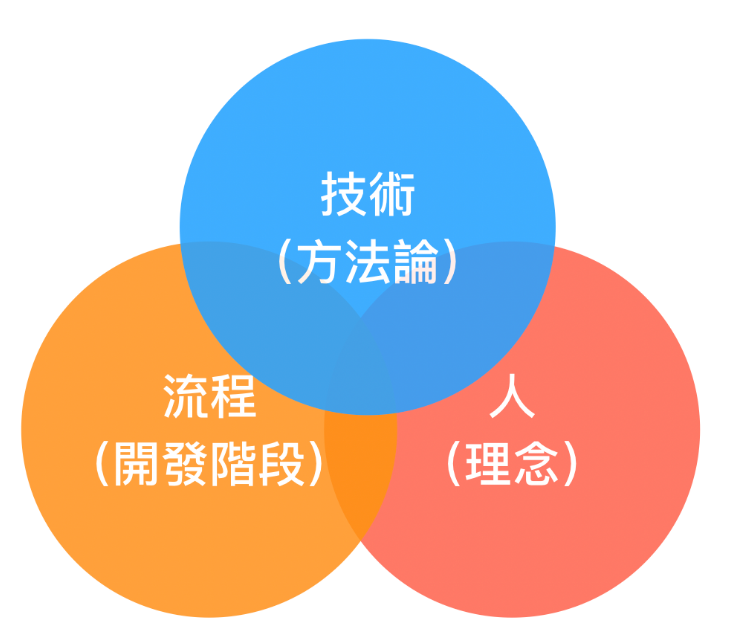 技術
（方法論）
流程
（開發階段）
人
（理念）